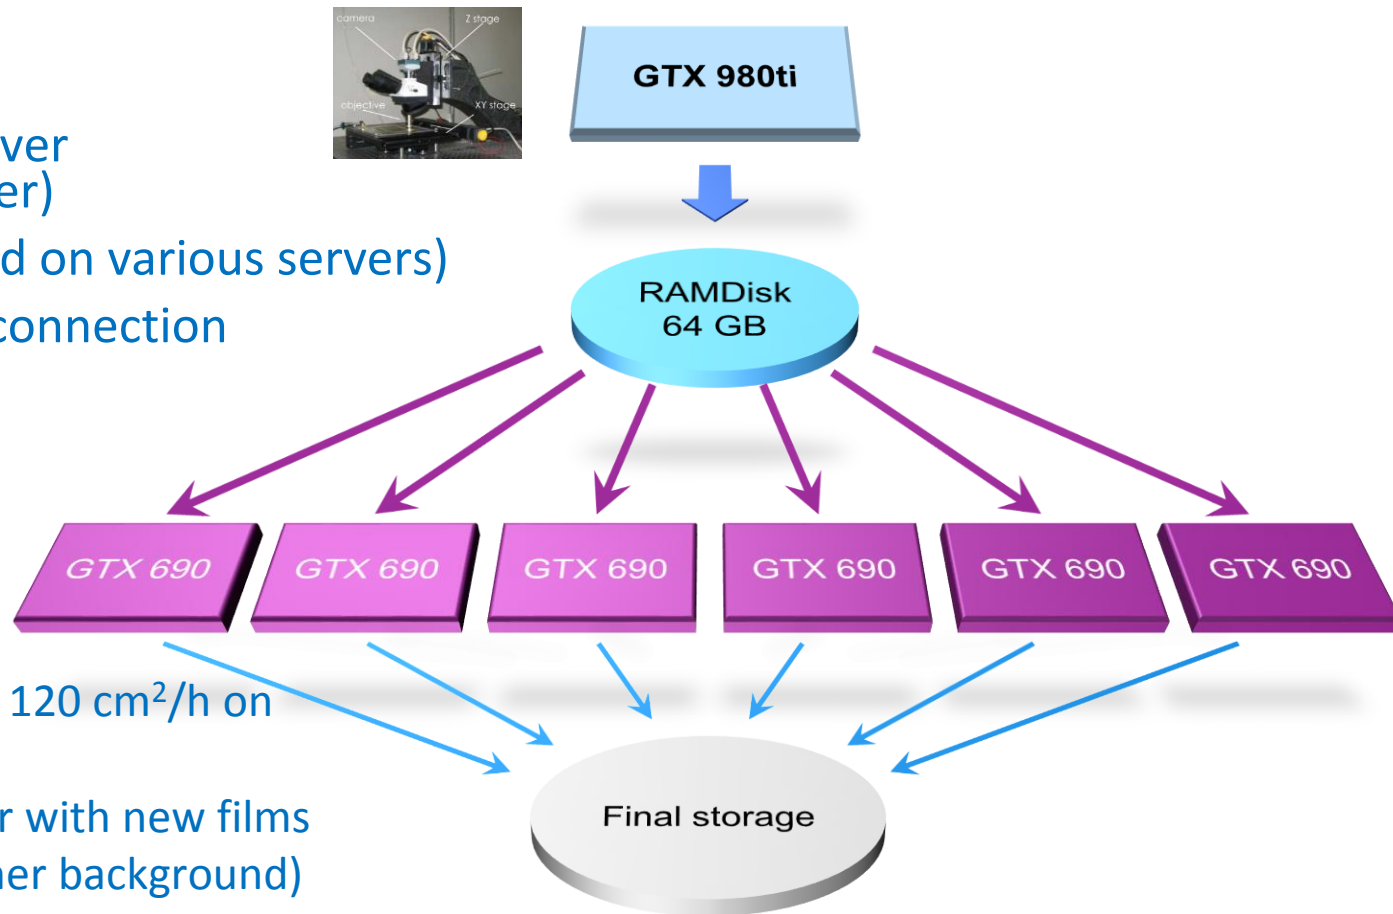 camera
Z stage
objective
XY stage
GTX 980ti
ver
er)
d on various servers)
connection
RAMDisk
64 GB
GTX 690
GTX 690
GTX 690
GTX 690
GTX 690
GTX 690
120 cm²/h on
r with new films
ner background)
Final storage